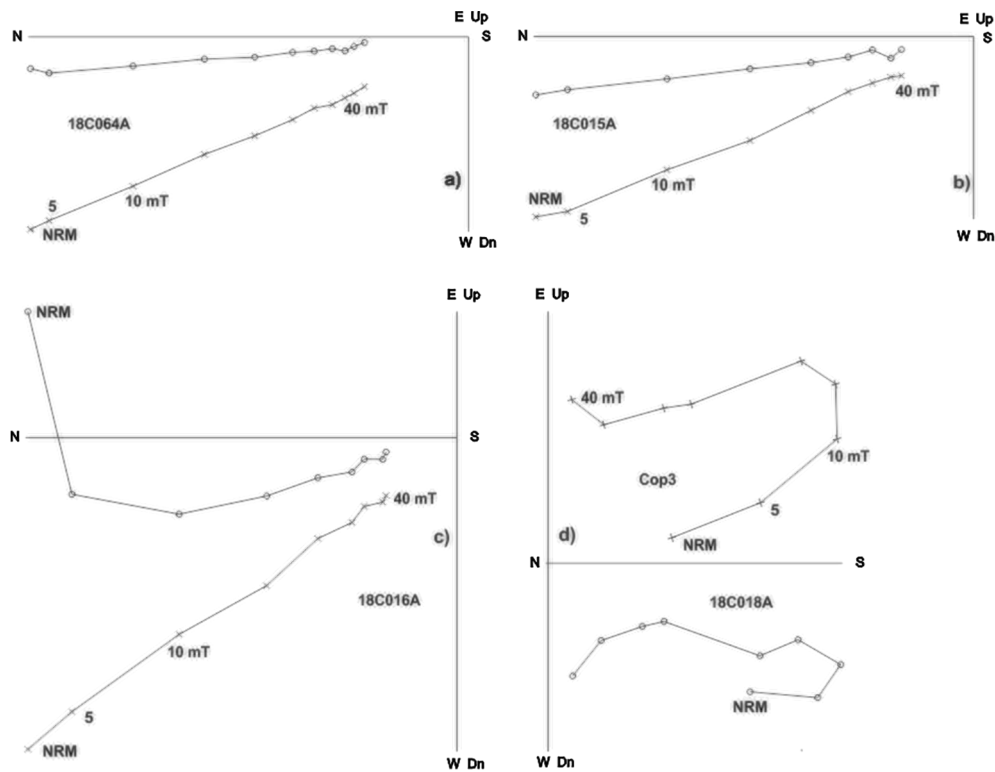 E Up
N S
18C064A
40 mT
10 mT
5
NRM
a)
W Dn
E Up
N S
18C015A
40 mT
10 mT
NRM
5
b)
W Dn
E Up
NRM
N S
40 mT
c)
18C016A
10 mT
5
NRM
W Dn
E Up
40 mT
Cop3
10 mT
5
d)
NRM
N S
18C018A
NRM
W Dn